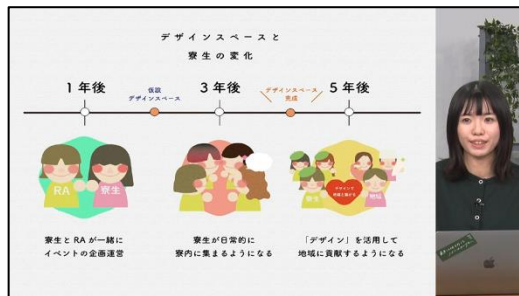 デザインスペースと
寮生の変化
1年後
仮設
デザインスペース
3年後
デザインスペース
完成
5年後
RA
寮生
寮生
地域
寮生とRAが一緒に
イベントの企画運営
寮生が日常的に
寮内に集まるようになる
「デザイン」を活用して
地域に貢献するようになる